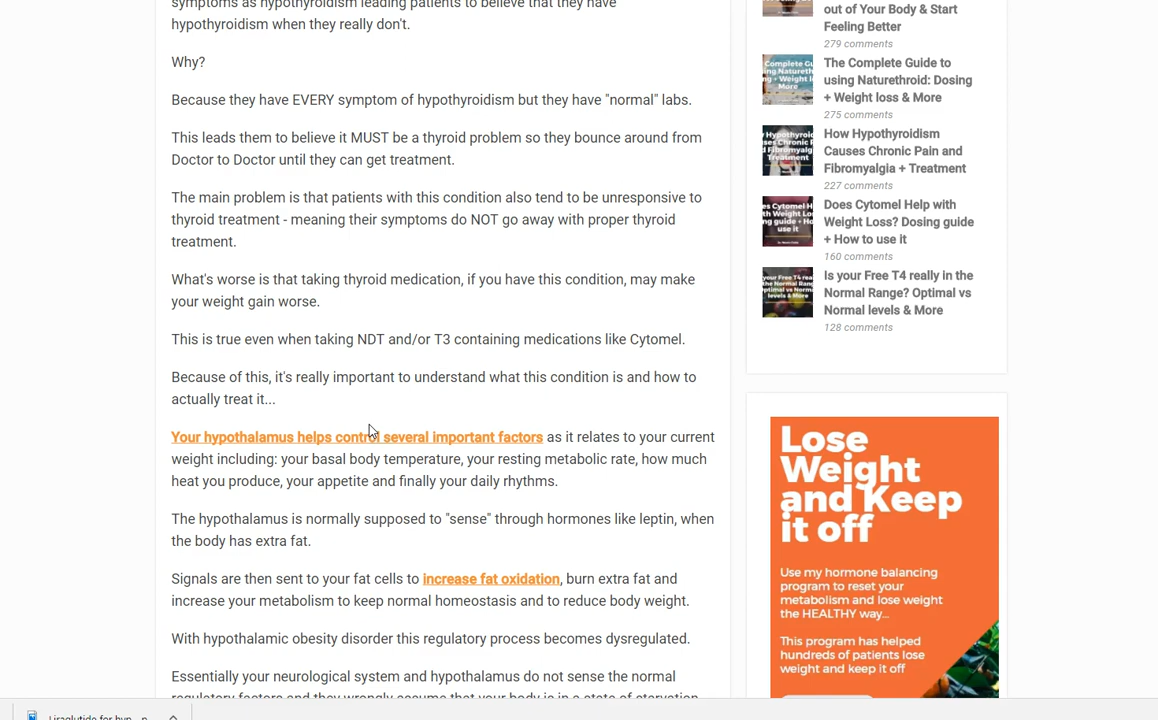 symptoms as hypothyroidism leading patients to believe that they have
hypothyroidism when they really don't.
Why?
Because they have EVERY symptom of hypothyroidism but they have "normal" labs.
This leads them to believe it MUST be a thyroid problem so they bounce around from
Doctor to Doctor until they can get treatment.
The main problem is that patients with this condition also tend to be unresponsive to
thyroid treatment - meaning their symptoms do NOT go away with proper thyroid
treatment.
What's worse is that taking thyroid medication, if you have this condition, may make
your weight gain worse.
This is true even when taking NDT and/or T3 containing medications like Cytomel.
Because of this, it's really important to understand what this condition is and how to
actually treat it...
Your hypothalamus helps control several important factors as it relates to your current
weight including: your basal body temperature, your resting metabolic rate, how much
heat you produce, your appetite and finally your daily rhythms.
The hypothalamus is normally supposed to "sense" through hormones like leptin, when
the body has extra fat.
Signals are then sent to your fat cells to increase fat oxidation, burn extra fat and
increase your metabolism to keep normal homeostasis and to reduce body weight.
With hypothalamic obesity disorder this regulatory process becomes dysregulated.
Essentially your neurological system and hypothalamus do not sense the normal
regulatory factors and they wrongly assume that your body is in a state of starvation
out of Your Body & Start
Feeling Better
279 comments
The Complete Guide to
using Naturethroid: Dosing
+ Weight loss & More
275 comments
How Hypothyroidism
Causes Chronic Pain and
Fibromyalgia + Treatment
227 comments
Does Cytomel Help with
Weight Loss? Dosing guide
+ How to use it
160 comments
Is your Free T4 really in the
Normal Range? Optimal vs
Normal levels & More
128 comments
Lose
Weight
and Keep
it off
Use my hormone balancing
program to reset your
metabolism and lose weight
the HEALTHY way...
This program has helped
hundreds of patients lose
weight and keep it off